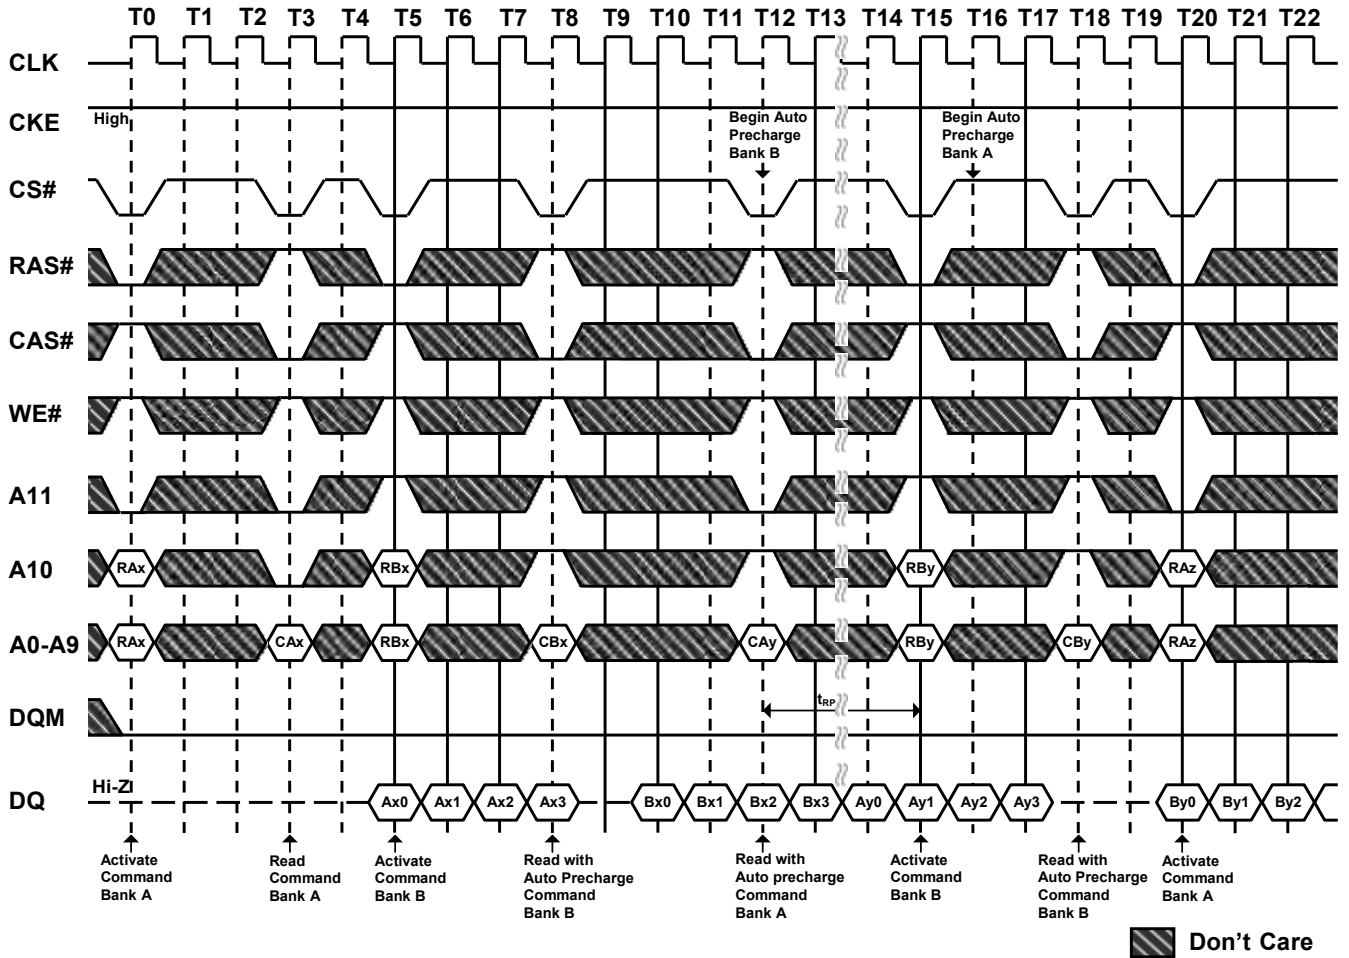 T0 T1 T2 T3 T4 T5 T6 T7 T8 T9 T10 T11 T12 T13 T14 T15 T16 T17 T18 T19 T20 T21 T22
CLK
CKE
High
Begin Auto
Precharge
Bank B
Begin Auto
Precharge
Bank A
CS#
RAS#
CAS#
WE#
A11
A10
RAx RBx RBy RAz
A0-A9
RAx CAx RBx CBx CAy RBy CBy RAz
DQM
tRP
DQ
Hi-Z
Ax0 Ax1 Ax2 Ax3 Bx0 Bx1 Bx2 Bx3 Ay0 Ay1 Ay2 Ay3 By0 By1 By2
Activate
Command
Bank A
Read
Command
Bank A
Activate
Command
Bank B
Read with
Auto Precharge
Command
Bank B
Read with
Auto precharge
Command
Bank A
Activate
Command
Bank B
Read with
Auto Precharge
Command
Bank B
Activate
Command
Bank A
Don't Care